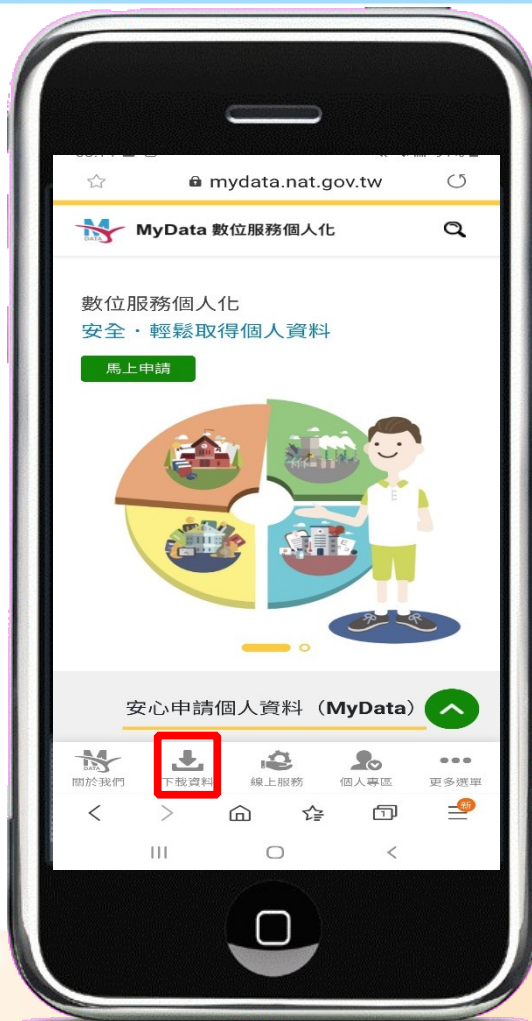 mydata.nat.gov.tw
MyData 數位服務個人化
數位服務個人化
安全・輕鬆取得個人資料
馬上申請
安心申請個人資料（MyData）
關於我們 下載資料 線上服務 個人專區 更多選單
1 新